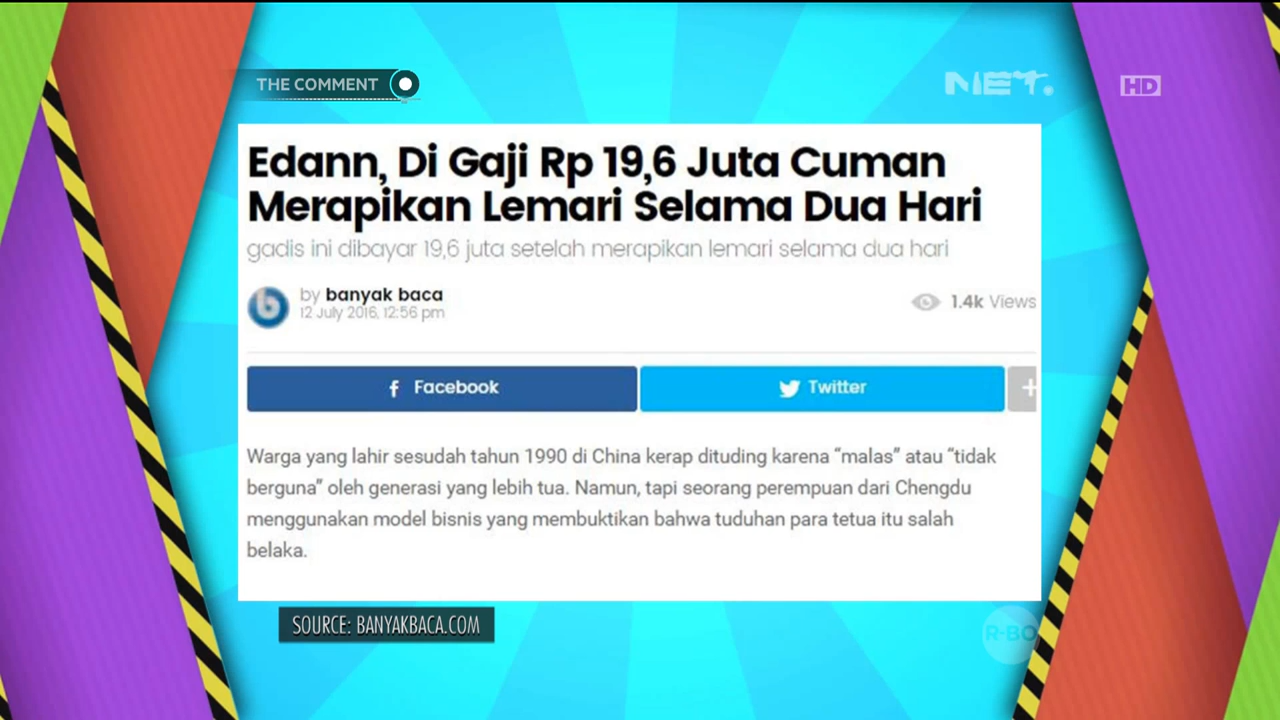 THE COMMENT
NET.
HD
Edann, Di Gaji Rp 19,6 Juta Cuman
Merapikan Lemari Selama Dua Hari
gadis ini dibayar 19,6 juta setelah merapikan lemari selama dua hari
by banyak baca
12 July 2016, 12:56 pm
1.4k Views
Facebook
Twitter
Warga yang lahir sesudah tahun 1990 di China kerap dituding karena “malas” atau “tidak
berguna” oleh generasi yang lebih tua. Namun, tapi seorang perempuan dari Chengdu
menggunakan model bisnis yang membuktikan bahwa tuduhan para tetua itu salah
belaka.
SOURCE: BANYAKBACA.COM
R-BO